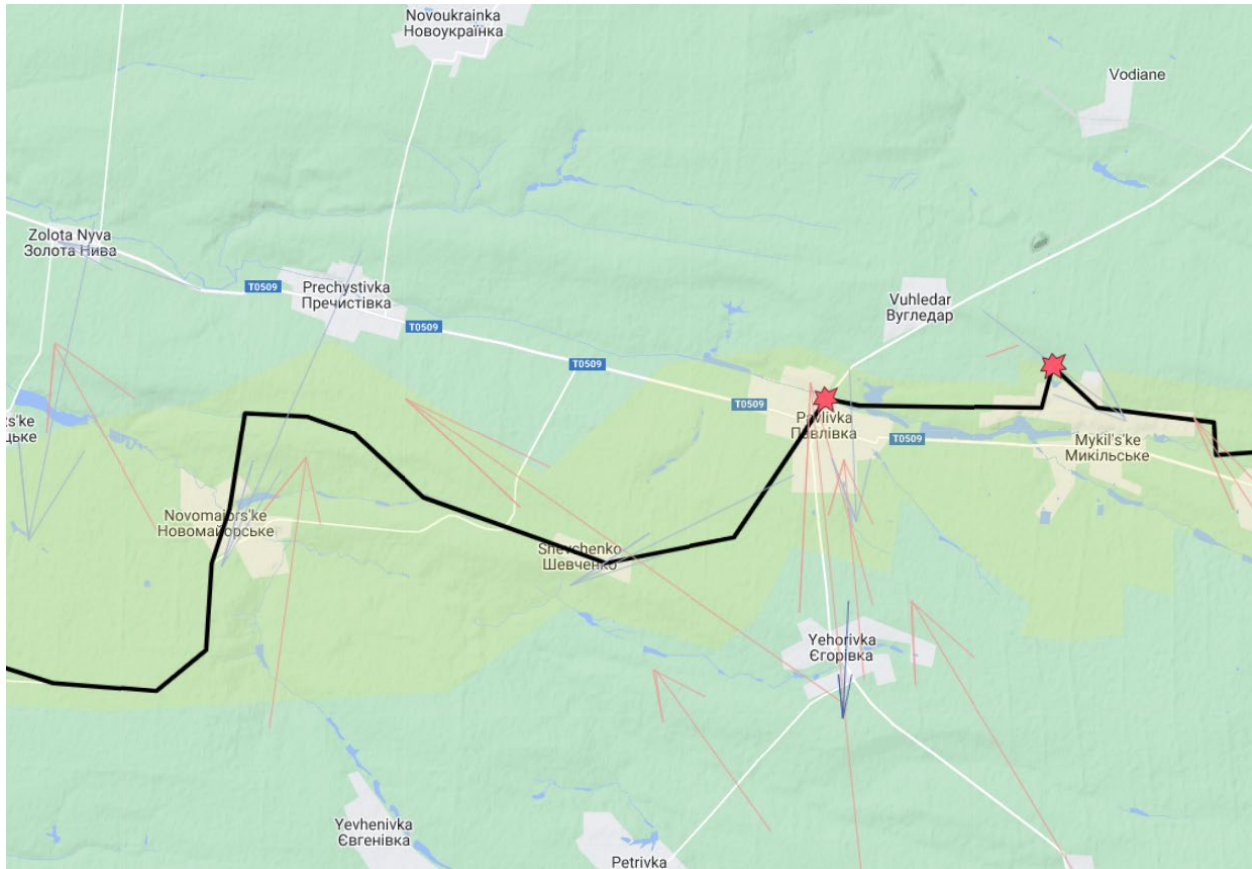 Novoukrainka
Новоукраїнка
Vodiane
Zolota Nyva
Золота Нива
T0509
Prechystivka
Пречистівка
T0509
Vuhledar
Вугледар
T0509
T0509
Pavlivka
Павлівка
ts'ke
цьке
T0509
Mykil's'ke
Микільське
Novomajors'ke
Новомайорське
Shevchenko
Шевченко
Yehorivka
Єгорівка
Yevhenivka
Євгенівка
Petrivka